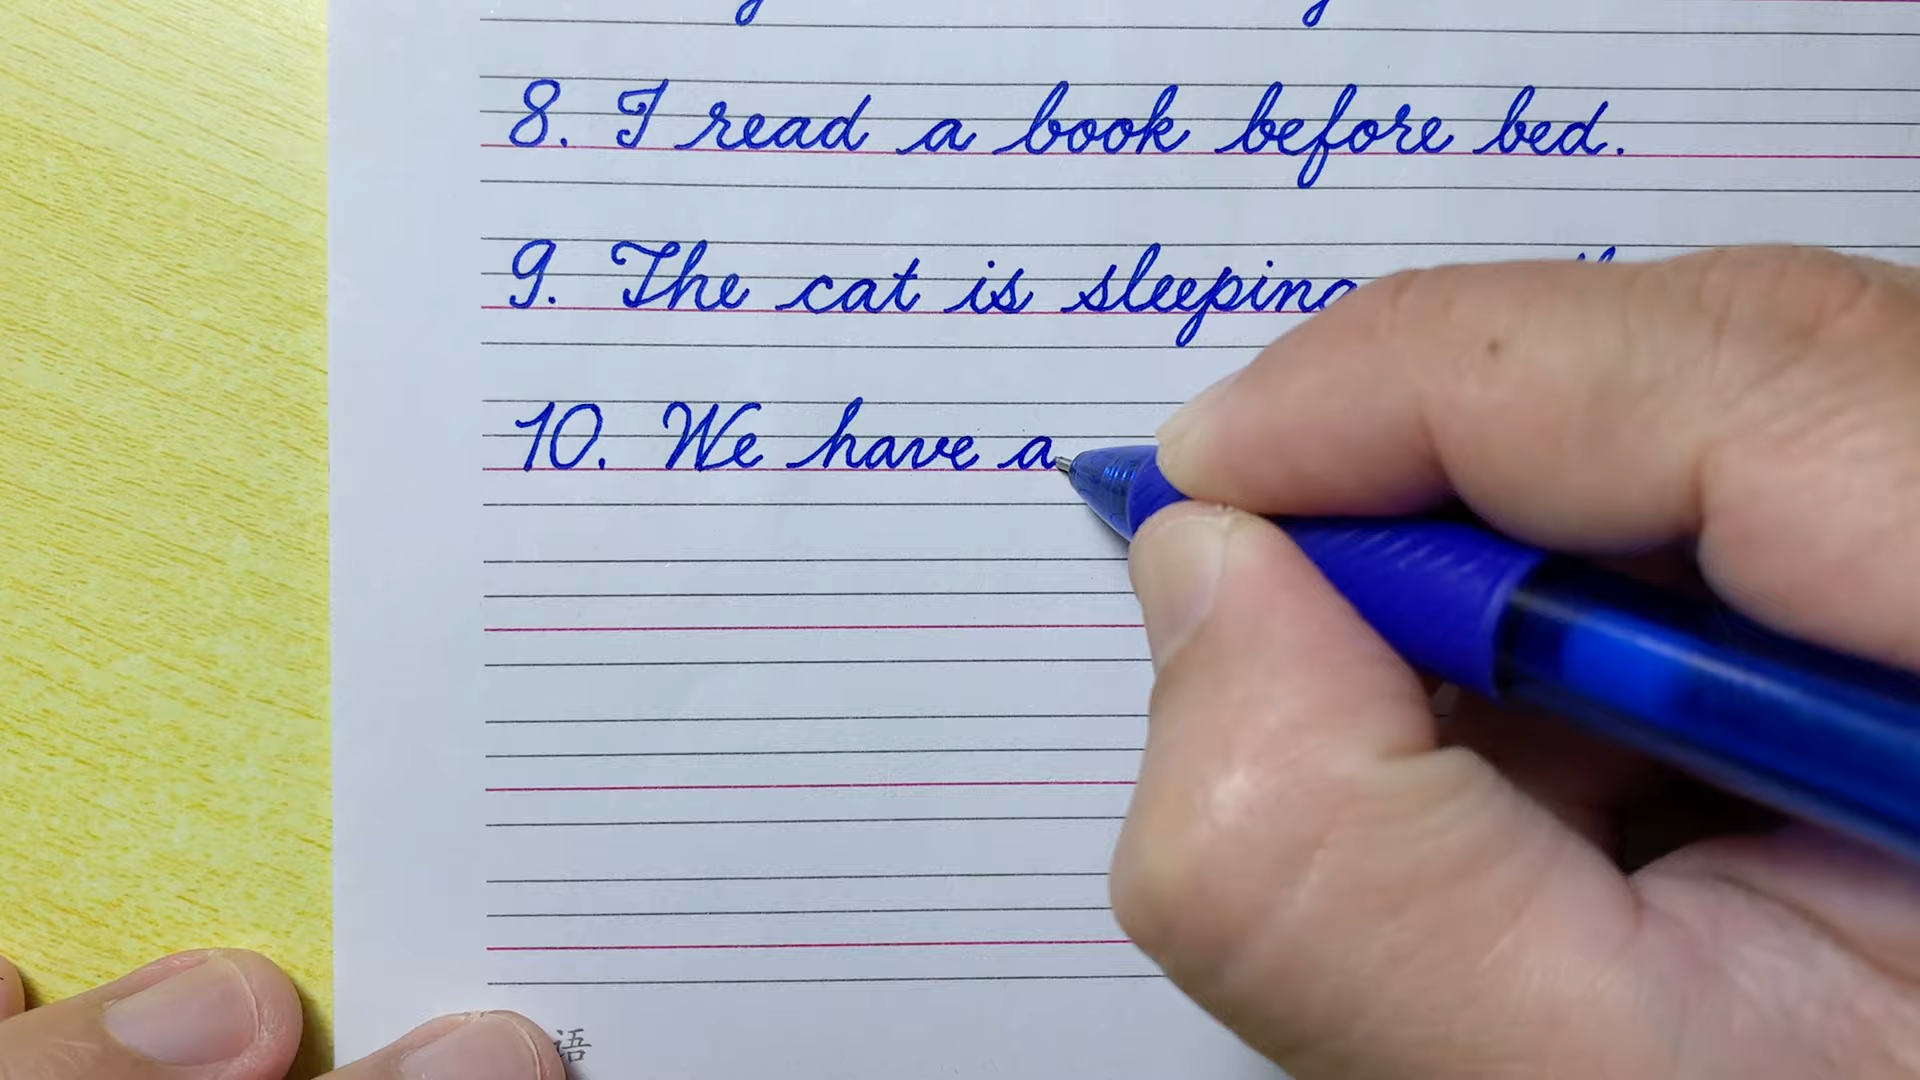 8. I read a book before bed.
9. The cat is sleeping
10. We have a
语